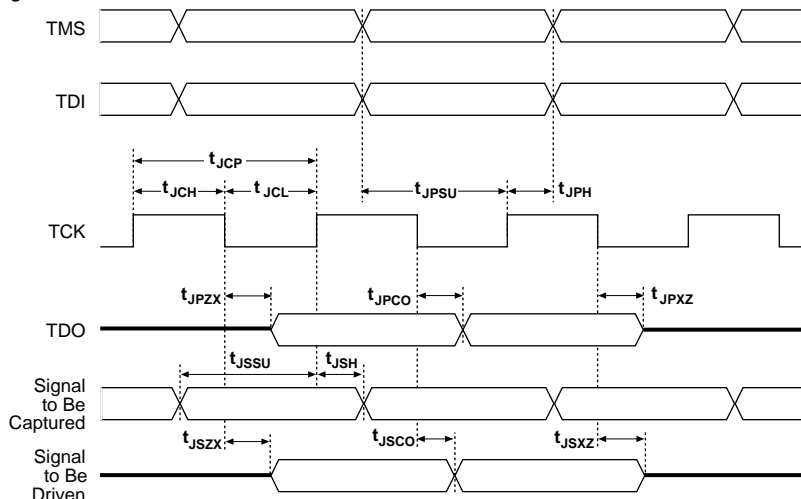 TMS
TDI
tJCP
tJCH tJCL tJPSU tJPH
TCK
tJPZX tJPCO tJPXZ
TDO
tJSSU tJSH
Signal
to Be
Captured
tJSZX tJSCO tJSXZ
Signal
to Be
Driven